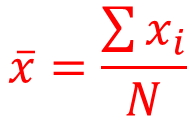 x̄ = ∑ xᵢ / N